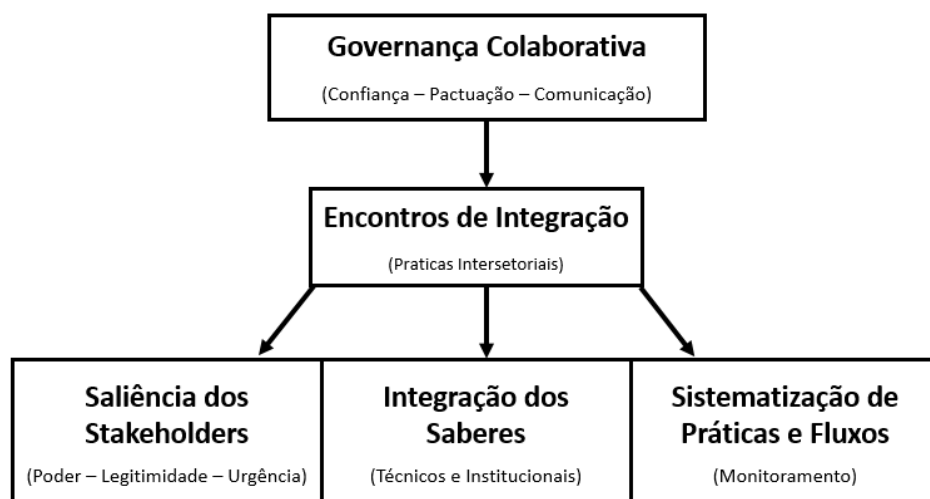 Governança Colaborativa
(Confiança – Pactuação – Comunicação)
Encontros de Integração
(Praticas Intersetoriais)
Saliência dos
Stakeholders
(Poder – Legitimidade – Urgência)
Integração dos
Saberes
(Técnicos e Institucionais)
Sistematização de
Práticas e Fluxos
(Monitoramento)